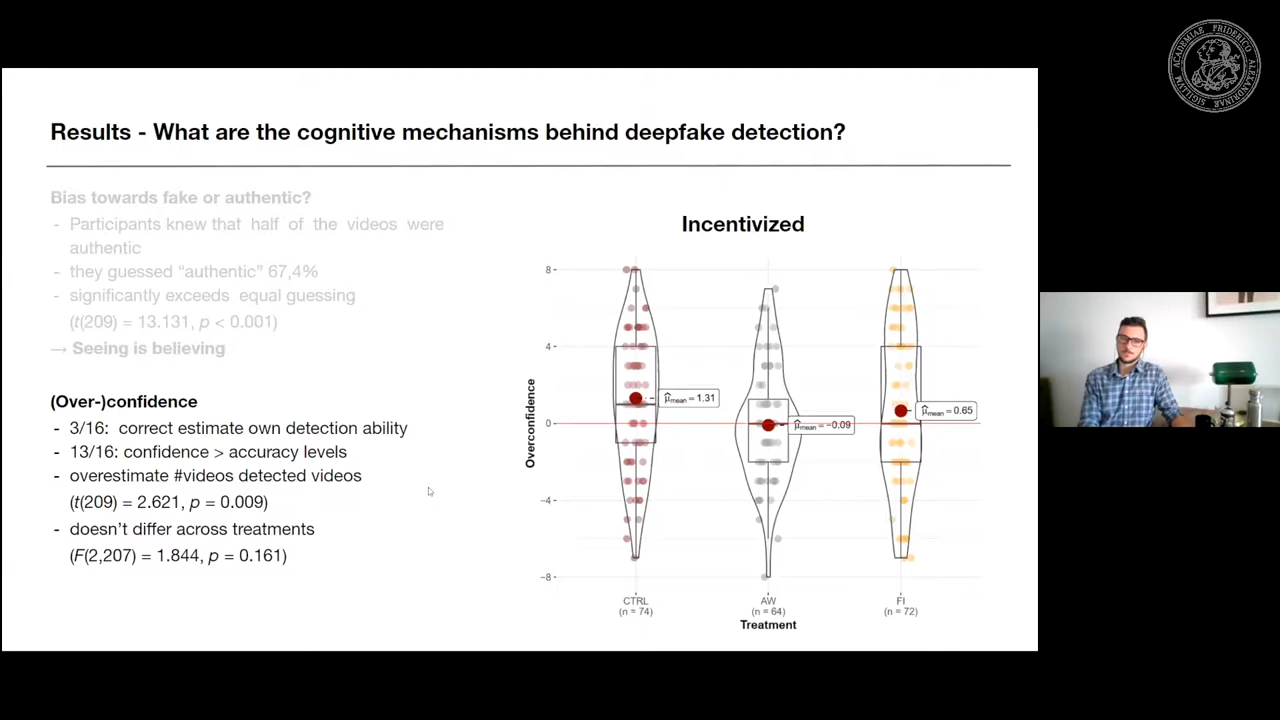 ACADEMIAE FRIDERICO ALEXANDRINAE SIGILLVM
Results - What are the cognitive mechanisms behind deepfake detection?
Bias towards fake or authentic?
- Participants knew that half of the videos were
authentic
- they guessed “authentic” 67,4%
- significantly exceeds equal guessing
(t(209) = 13.131, p < 0.001)
→ Seeing is believing
(Over-)confidence
- 3/16: correct estimate own detection ability
- 13/16: confidence > accuracy levels
- overestimate #videos detected videos
(t(209) = 2.621, p = 0.009)
- doesn’t differ across treatments
(F(2,207) = 1.844, p = 0.161)
Incentivized
Overconfidence
8
4
0
−4
−8
μ̂mean = 1.31
μ̂mean = −0.09
μ̂mean = 0.65
CTRL
(n = 74)
AW
(n = 64)
FI
(n = 72)
Treatment